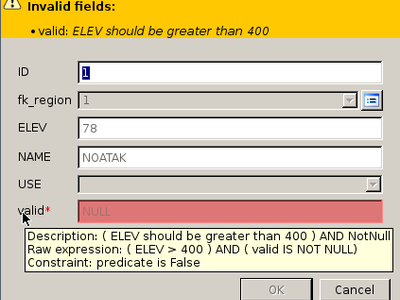 Invalid fields:
• valid: ELEV should be greater than 400
ID 1
fk_region 1
ELEV 78
NAME NOATAK
USE
valid* NULL
Description: ( ELEV should be greater than 400 ) AND NotNull
Raw expression: ( ELEV > 400 ) AND ( valid IS NOT NULL)
Constraint: predicate is False
OK Cancel